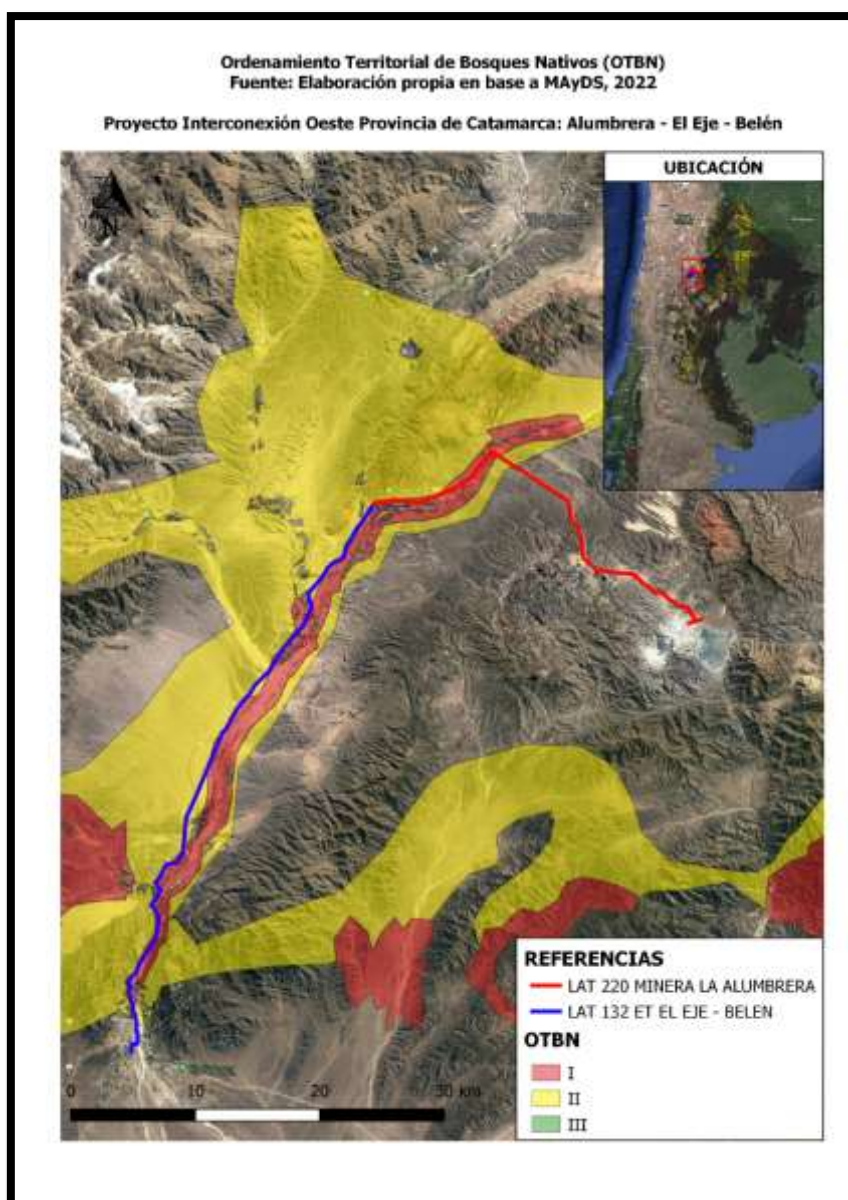 Ordenamiento Territorial de Bosques Nativos (OTBN)
Fuente: Elaboración propia en base a MAyDS, 2022
Proyecto Interconexión Oeste Provincia de Catamarca: Alumbrera - El Eje - Belén
UBICACIÓN
N
REFERENCIAS
LAT 220 MINERA LA ALUMBRERA
LAT 132 ET EL EJE - BELEN
OTBN
I
II
III
0 10 20 30 km